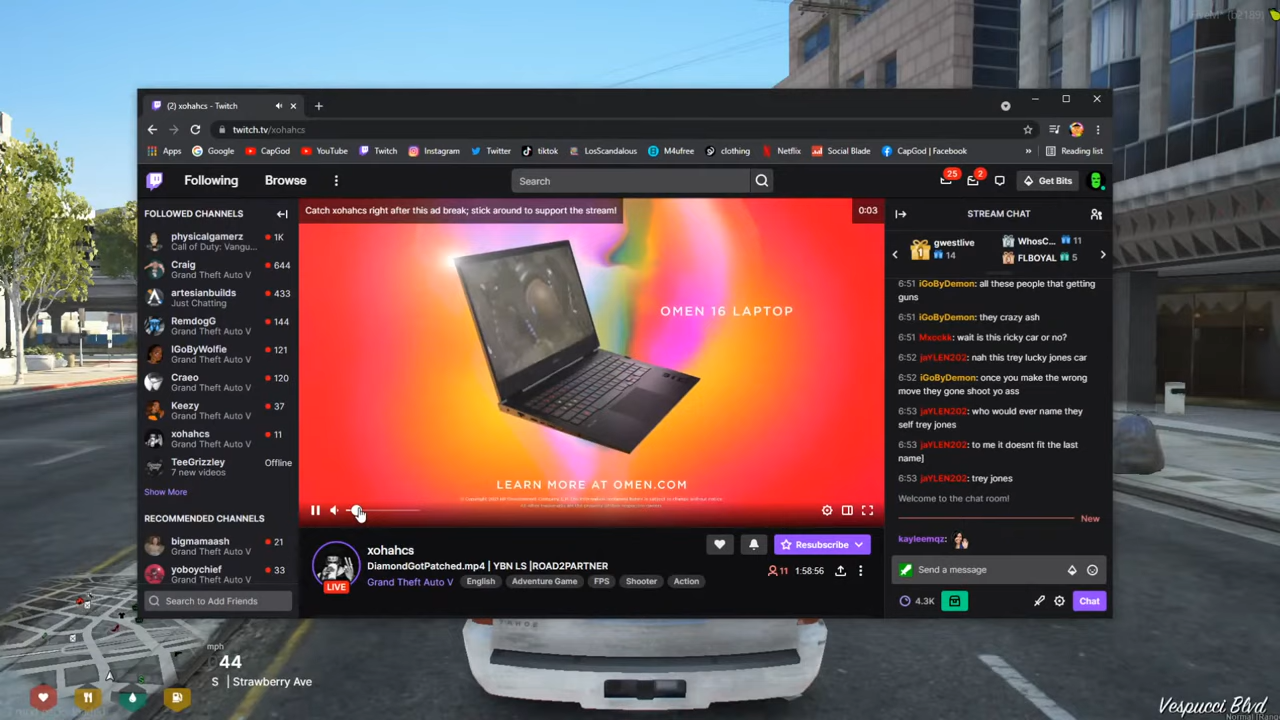 (2) xohahcs - Twitch
twitch.tv/xohahcs
Apps Google CapGod YouTube Twitch Instagram Twitter tiktok LosScandalous M4ufree clothing Netflix Social Blade CapGod | Facebook » Reading list
Following Browse Search 25 2 Get Bits
FOLLOWED CHANNELS
physicalgamerz 1K
Call of Duty: Vangu...
Craig 644
Grand Theft Auto V
artesianbuilds 433
Just Chatting
RemdogG 144
Grand Theft Auto V
IGoByWolfie 121
Grand Theft Auto V
Craeo 120
Grand Theft Auto V
Keezy 37
Grand Theft Auto V
xohahcs 11
Grand Theft Auto V
TeeGrizzley Offline
7 new videos
Show More
RECOMMENDED CHANNELS
bigmamaash 21
Grand Theft Auto V
yoboychief 33
Search to Add Friends
Catch xohahcs right after this ad break; stick around to support the stream! 0:03
OMEN 16 LAPTOP
LEARN MORE AT OMEN.COM
LIVE
xohahcs
DiamondGotPatched.mp4 | YBN LS |ROAD2PARTNER
Grand Theft Auto V English Adventure Game FPS Shooter Action
Resubscribe
11 1:58:56
STREAM CHAT
1 gwestlive
14
WhosC... 11
FLBOYAL 5
6:51 iGoByDemon: all these people that getting
guns
6:51 iGoByDemon: they crazy ash
6:51 Mxockk: wait is this ricky car or no?
6:52 jaYLEN202: nah this trey lucky jones car
6:52 iGoByDemon: once you make the wrong
move they gone shoot yo ass
6:53 jaYLEN202: who would ever name they
self trey jones
6:53 jaYLEN202: to me it doesnt fit the last
name]
6:53 jaYLEN202: trey jones
Welcome to the chat room!
New
kayleemqz:
Send a message
4.3K Chat
mph
44
S | Strawberry Ave
Vespucci Blvd